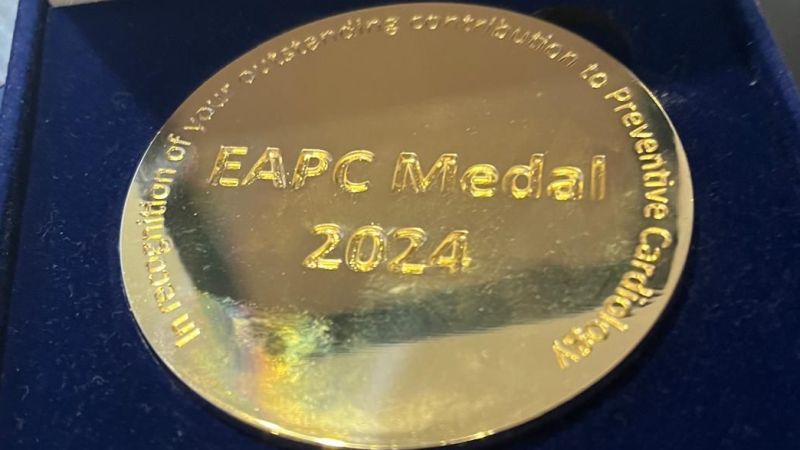 In recognition of your outstanding contribution to Preventive Cardiology
EAPC Medal
2024